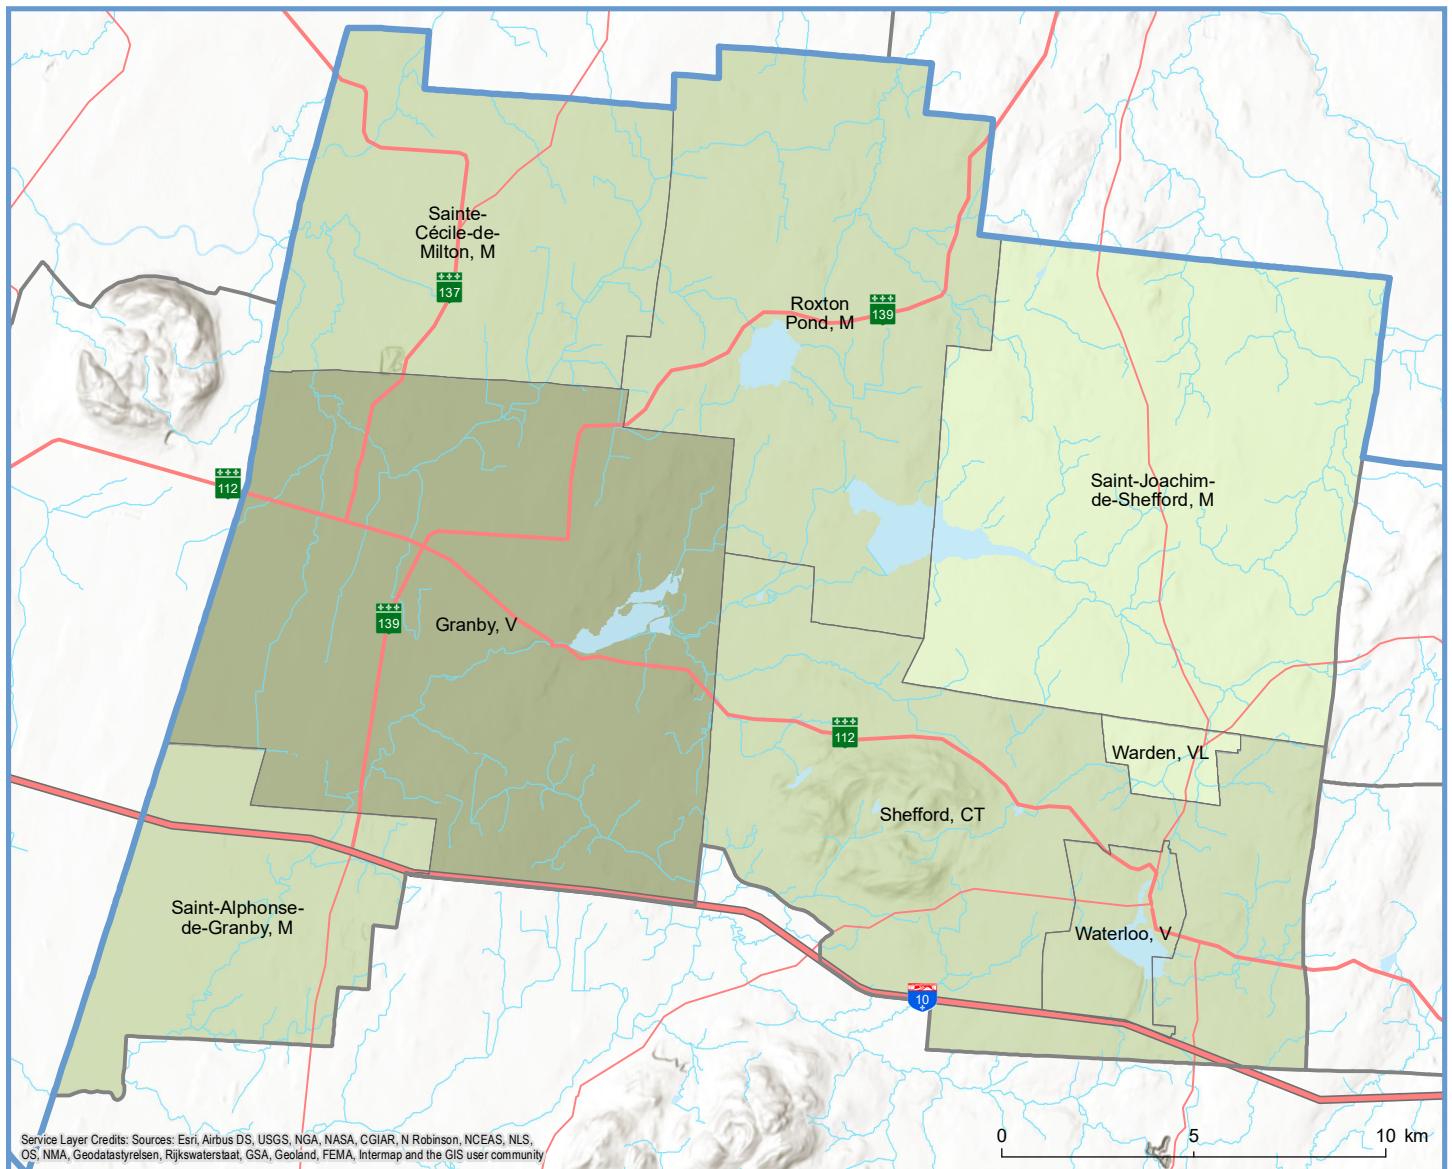 Sainte-
Cécile-de-
Milton, M
137
Roxton
Pond, M
139
112
Saint-Joachim-
de-Shefford, M
139
Granby, V
112
Warden, VL
Shefford, CT
Saint-Alphonse-
de-Granby, M
Waterloo, V
10
0 5 10 km
Service Layer Credits: Sources: Esri, Airbus DS, USGS, NGA, NASA, CGIAR, N Robinson, NCEAS, NLS,
OS, NMA, Geodatastyrelsen, Rijkswaterstaat, GSA, Geoland, FEMA, Intermap and the GIS user community